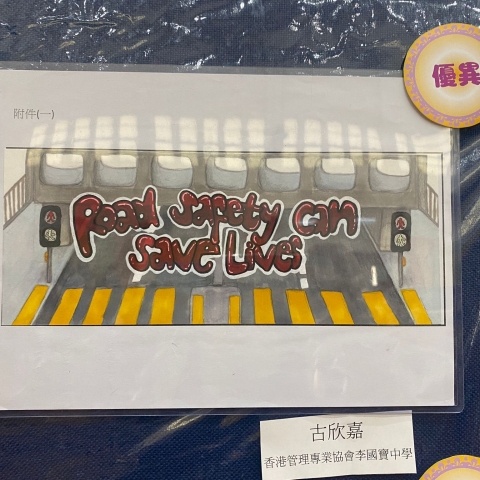 優異
附件(一)
Road Safety can
save Lives
古欣嘉
香港管理專業協會李國寶中學